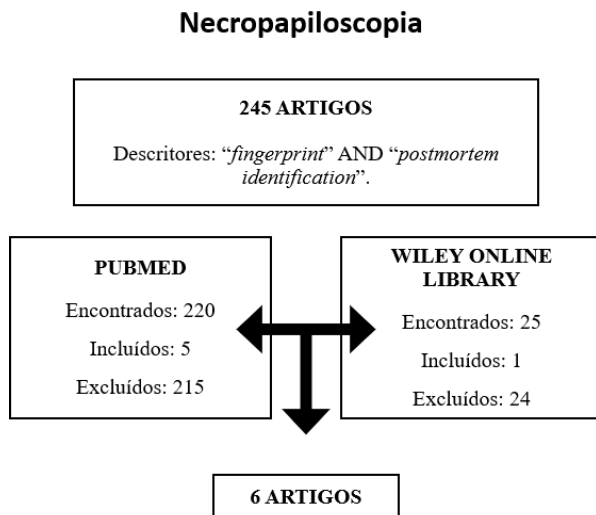 Necropapiloscopia
245 ARTIGOS
Descritores: “fingerprint” AND “postmortem
identification”.
PUBMED
Encontrados: 220
Incluídos: 5
Excluídos: 215
WILEY ONLINE
LIBRARY
Encontrados: 25
Incluídos: 1
Excluídos: 24
6 ARTIGOS